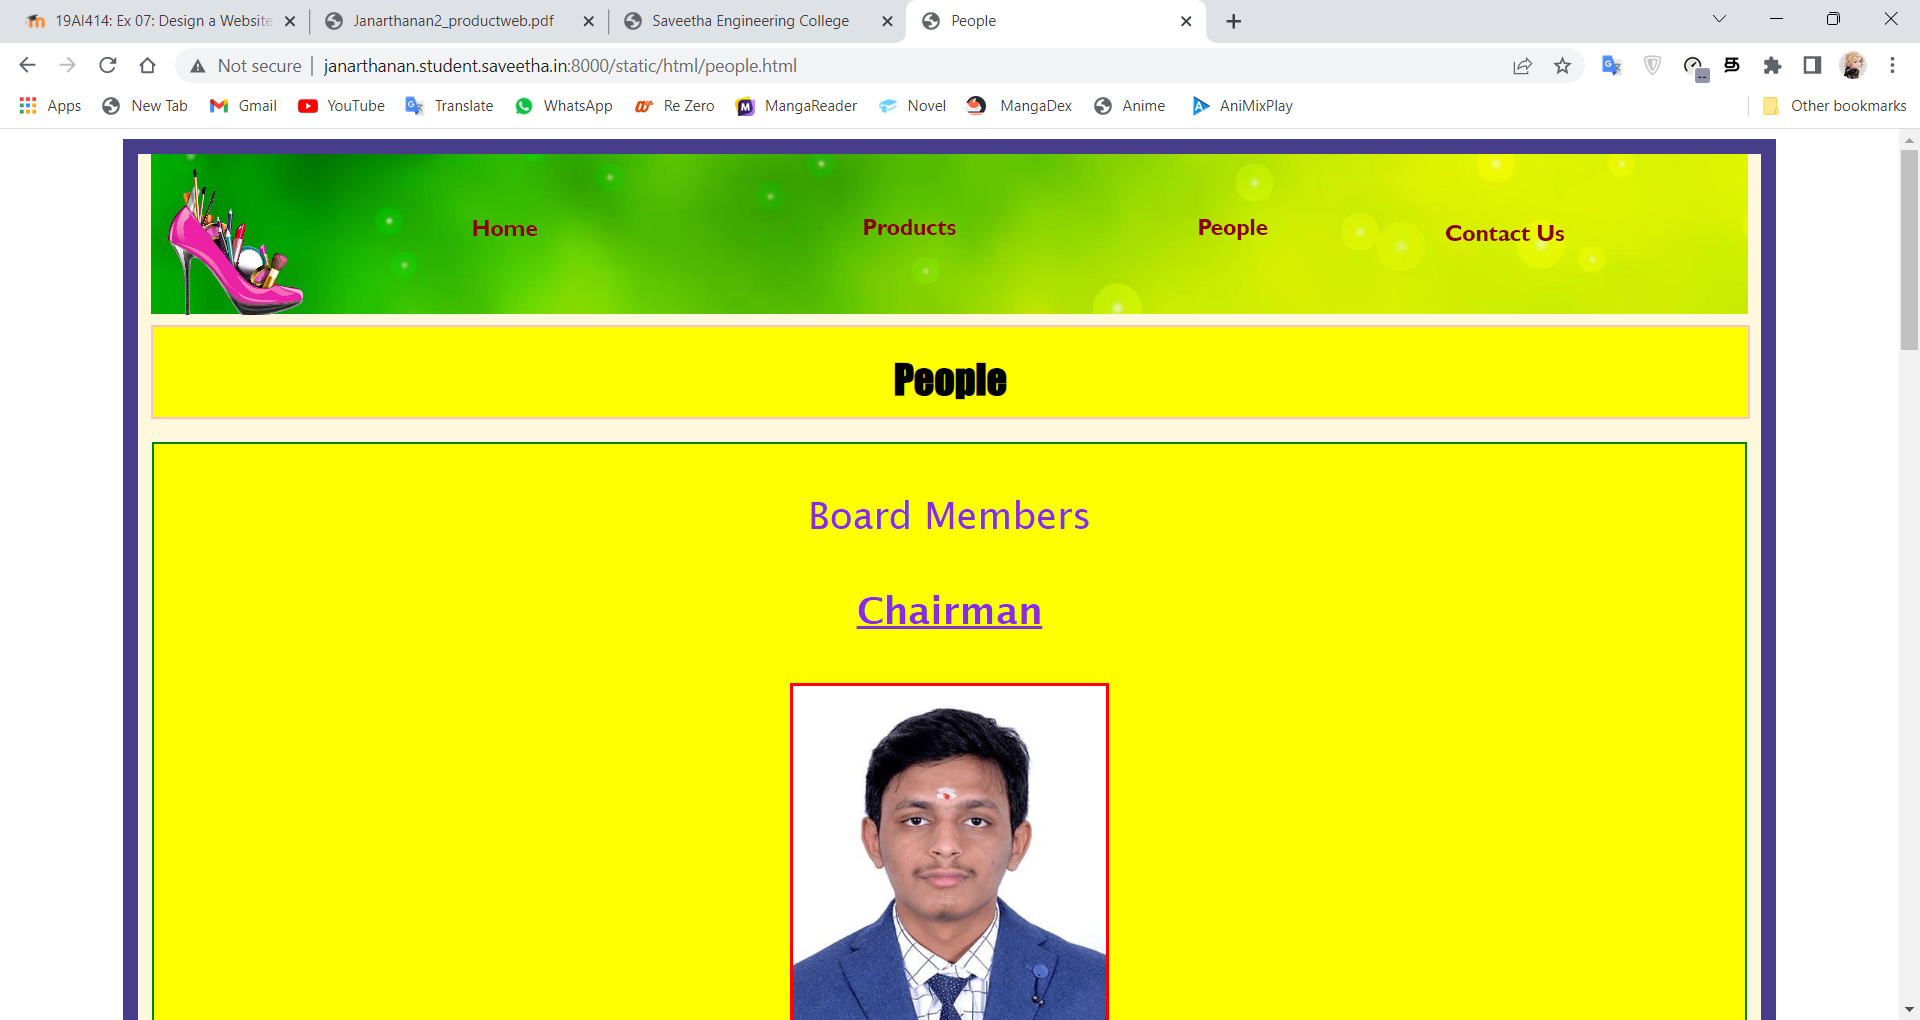 19AI414: Ex 07: Design a Website
Janarthanan2_productweb.pdf
Saveetha Engineering College
People
Not secure
janarthanan.student.saveetha.in:8000/static/html/people.html
Apps
New Tab
Gmail
YouTube
Translate
WhatsApp
Re Zero
MangaReader
Novel
MangaDex
Anime
AniMixPlay
Other bookmarks
Home
Products
People
Contact Us
People
Board Members
Chairman